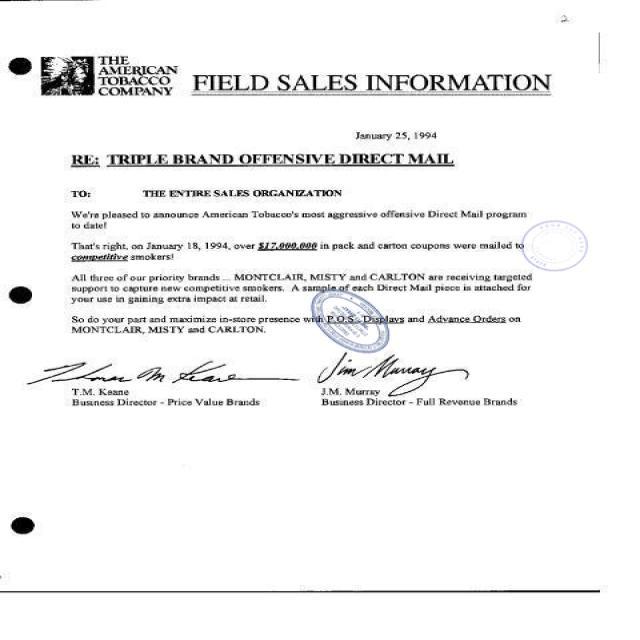 2
THE
AMERICAN
TOBACCO
COMPANY
FIELD SALES INFORMATION
January 25, 1994
RE: TRIPLE BRAND OFFENSIVE DIRECT MAIL
TO: THE ENTIRE SALES ORGANIZATION
We're pleased to announce American Tobacco's most aggressive offensive Direct Mail program
to date!
That's right, on January 18, 1994, over $17,000,000 in pack and carton coupons were mailed to
competitive smokers!
All three of our priority brands ... MONTCLAIR, MISTY and CARLTON are receiving targeted
support to capture new competitive smokers. A sample of each Direct Mail piece is attached for
your use in gaining extra impact at retail.
So do your part and maximize in-store presence with P.O.S., Displays and Advance Orders on
MONTCLAIR, MISTY and CARLTON.
Thomas M Keane
Jim Murray
T.M. Keane
Business Director - Price Value Brands
J.M. Murray
Business Director - Full Revenue Brands